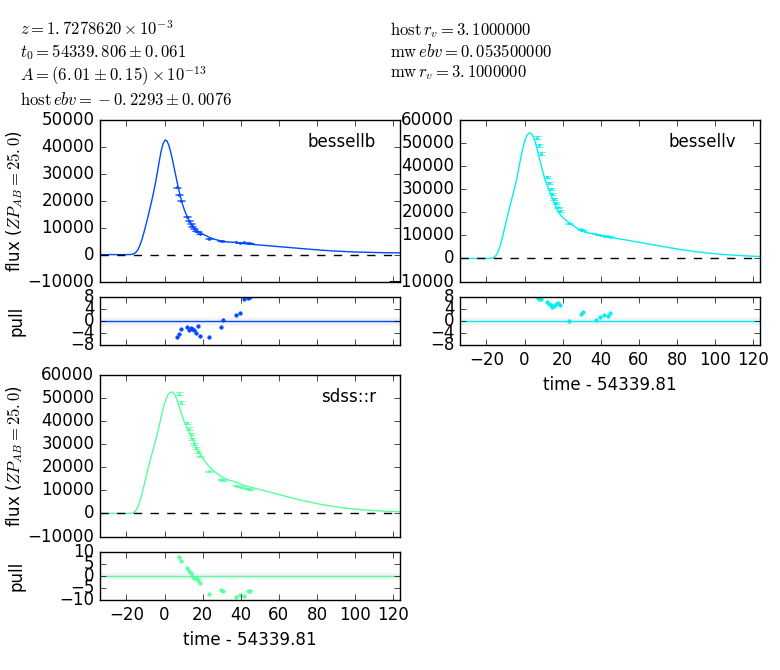 z = 1.7278620 × 10⁻³
t₀ = 54339.806 ± 0.061
A = (6.01 ± 0.15) × 10⁻¹³
host ebv = −0.2293 ± 0.0076
host r_v = 3.1000000
mw ebv = 0.053500000
mw r_v = 3.1000000
bessellb
flux (ZP_AB = 25.0)
50000
40000
30000
20000
10000
0
−10000
pull
8
4
0
−4
−8
bessellv
60000
50000
40000
30000
20000
10000
0
−10000
8
4
0
−4
−8
−20 0 20 40 60 80 100 120
time - 54339.81
sdss::r
flux (ZP_AB = 25.0)
60000
50000
40000
30000
20000
10000
0
−10000
pull
10
5
0
−5
−10
−20 0 20 40 60 80 100 120
time - 54339.81